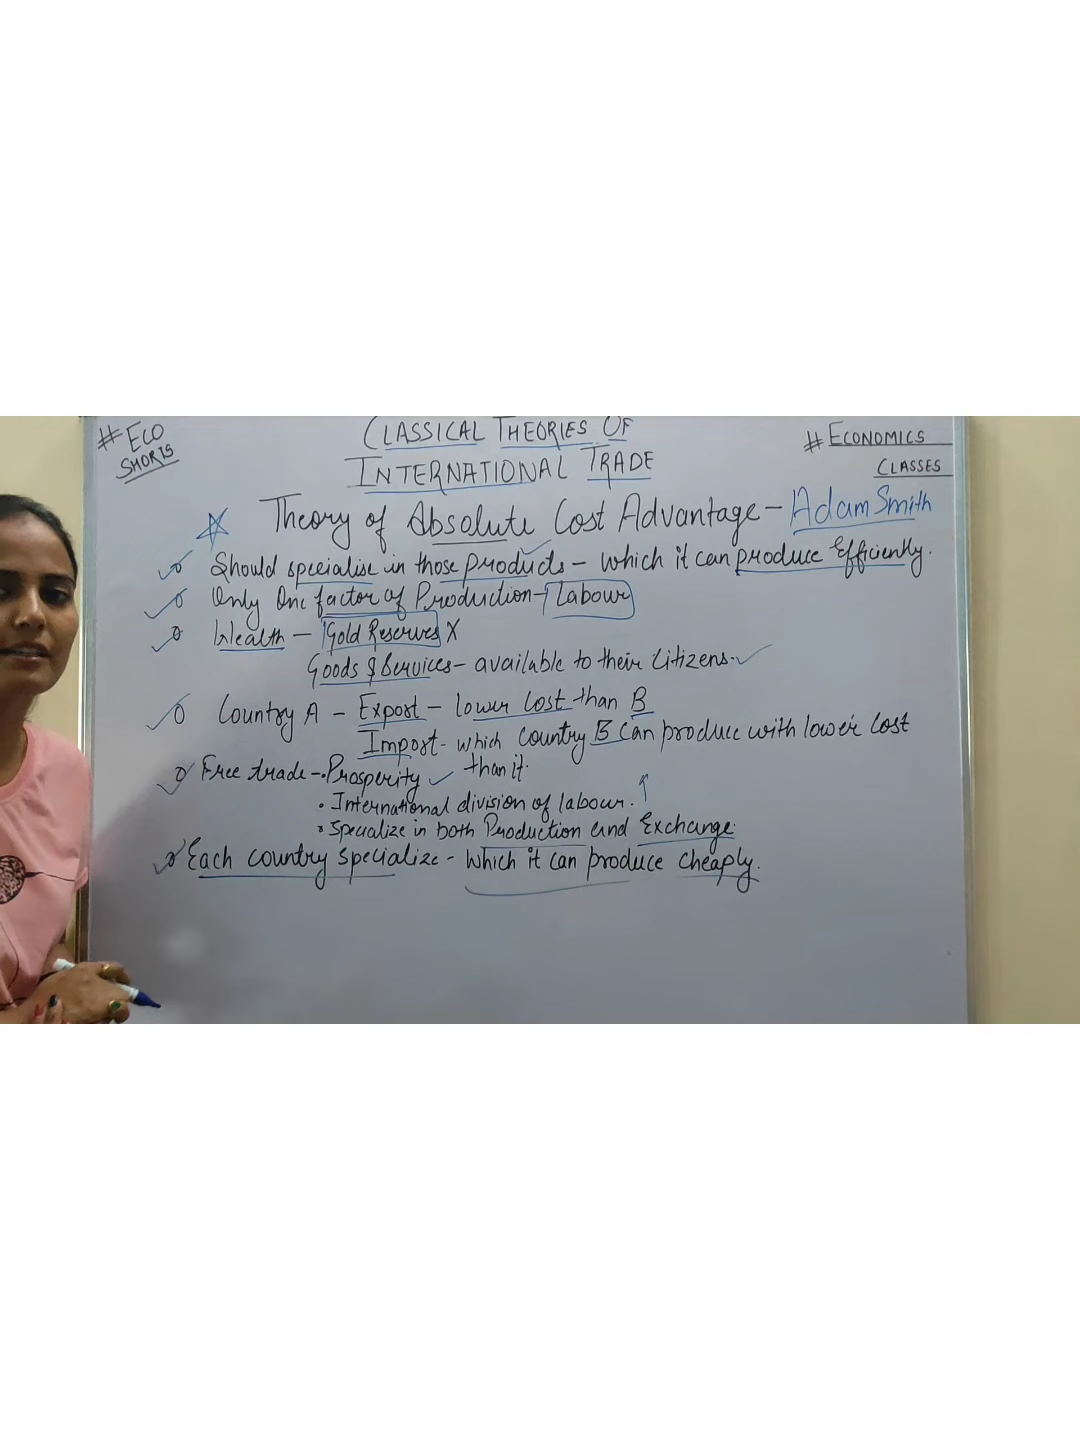 # ECO
SHORTS
CLASSICAL THEORIES OF
INTERNATIONAL TRADE
# ECONOMICS
CLASSES
Theory of Absolute Cost Advantage - Adam Smith
Should specialise in those products - which it can produce Efficiently.
Only One factor of Production - Labour
Wealth - Gold Reserves X
Goods & Services - available to their Citizens.
Country A - Export - lower cost than B
Import - which country B can produce with lower cost
than it.
Free trade - • Prosperity
• International division of labour. ↑
• Specialize in both Production and Exchange.
Each country specialize - which it can produce cheaply.